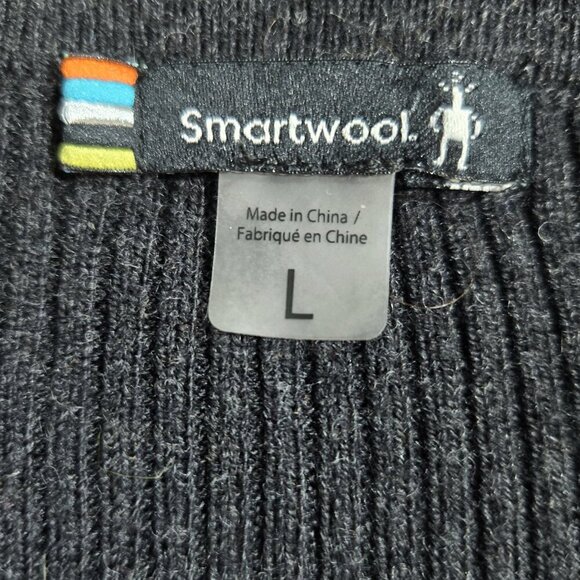 Smartwool
Made in China /
Fabriqué en Chine
L